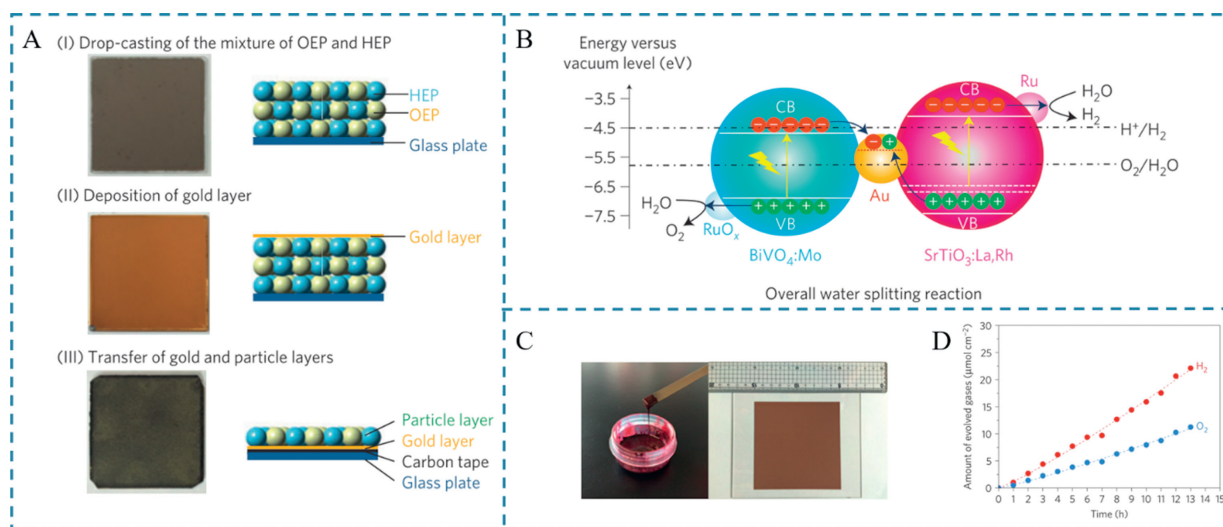 A
(I) Drop-casting of the mixture of OEP and HEP
HEP
OEP
Glass plate
(II) Deposition of gold layer
Gold layer
(III) Transfer of gold and particle layers
Particle layer
Gold layer
Carbon tape
Glass plate
B
Energy versus
vacuum level (eV)
−3.5
−4.5
−5.5
−6.5
−7.5
CB
CB
Ru
H₂O
H₂
H⁺/H₂
O₂/H₂O
Au
H₂O
O₂
RuOₓ
VB
VB
BiVO₄:Mo
SrTiO₃:La,Rh
Overall water splitting reaction
C
D
Amount of evolved gases (μmol cm⁻²)
30
25
20
15
10
5
0
H₂
O₂
0 1 2 3 4 5 6 7 8 9 10 11 12 13 14 15
Time (h)